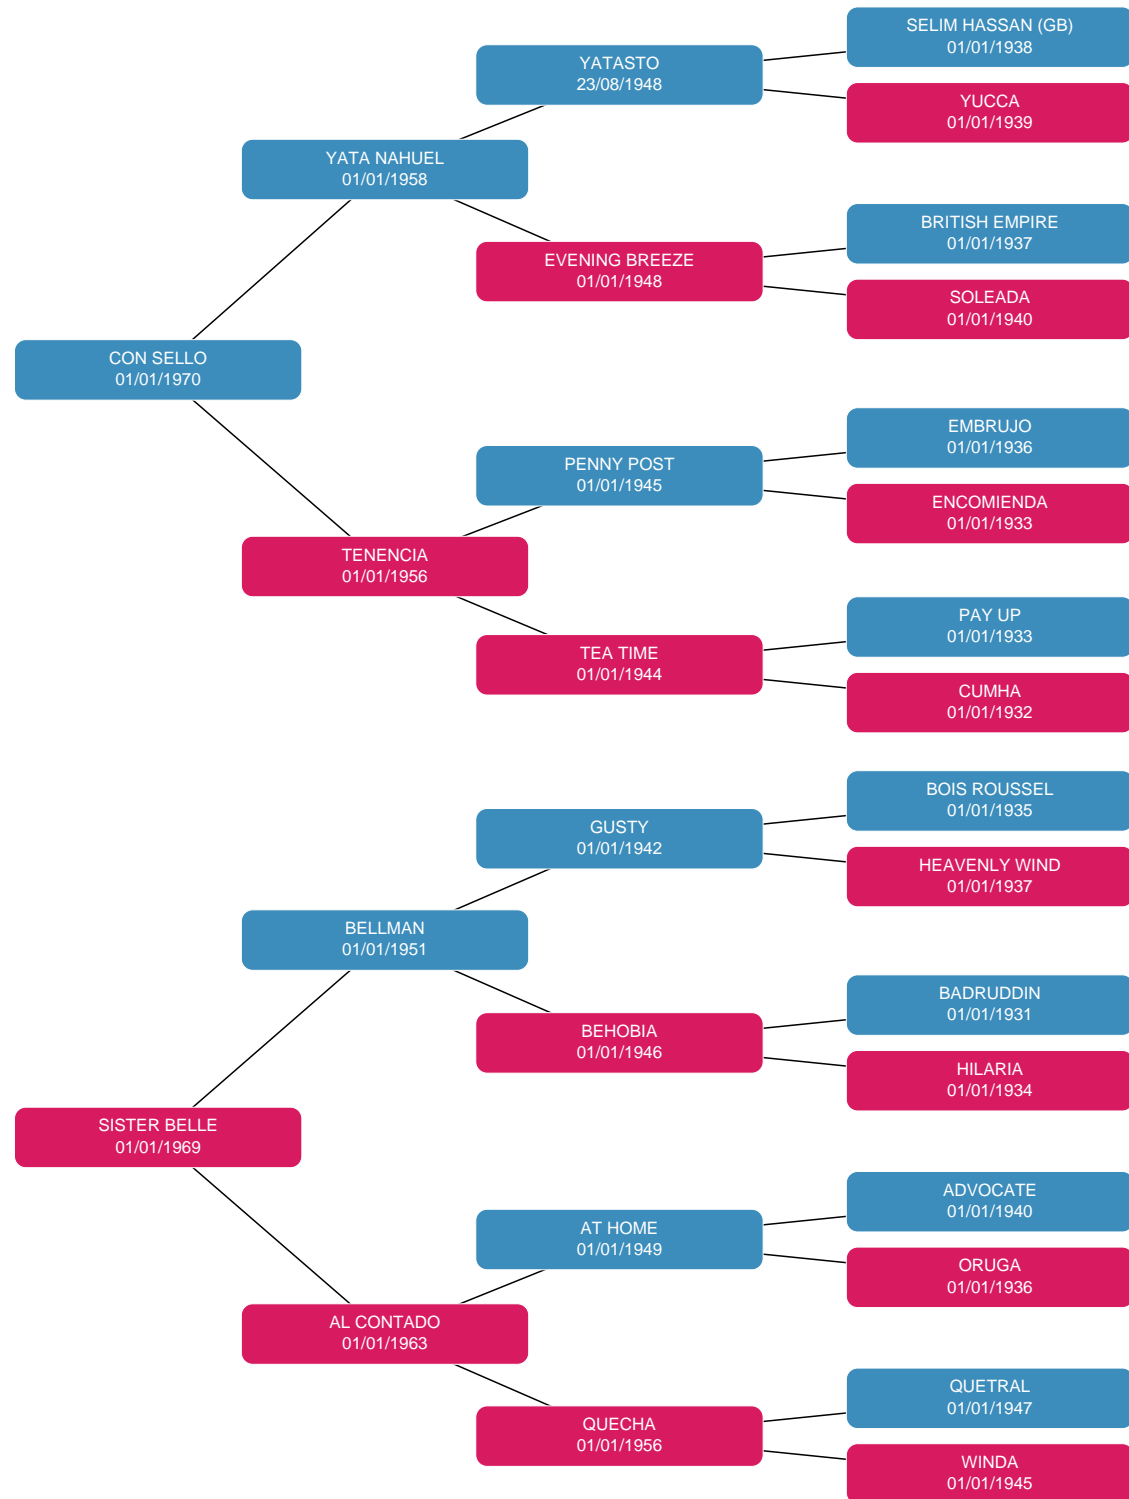 SELIM HASSAN (GB)
01/01/1938
YATASTO
23/08/1948
YUCCA
01/01/1939
YATA NAHUEL
01/01/1958
BRITISH EMPIRE
01/01/1937
EVENING BREEZE
01/01/1948
SOLEADA
01/01/1940
CON SELLO
01/01/1970
EMBRUJO
01/01/1936
PENNY POST
01/01/1945
ENCOMIENDA
01/01/1933
TENENCIA
01/01/1956
PAY UP
01/01/1933
TEA TIME
01/01/1944
CUMHA
01/01/1932
BOIS ROUSSEL
01/01/1935
GUSTY
01/01/1942
HEAVENLY WIND
01/01/1937
BELLMAN
01/01/1951
BADRUDDIN
01/01/1931
BEHOBIA
01/01/1946
HILARIA
01/01/1934
SISTER BELLE
01/01/1969
ADVOCATE
01/01/1940
AT HOME
01/01/1949
ORUGA
01/01/1936
AL CONTADO
01/01/1963
QUETRAL
01/01/1947
QUECHA
01/01/1956
WINDA
01/01/1945